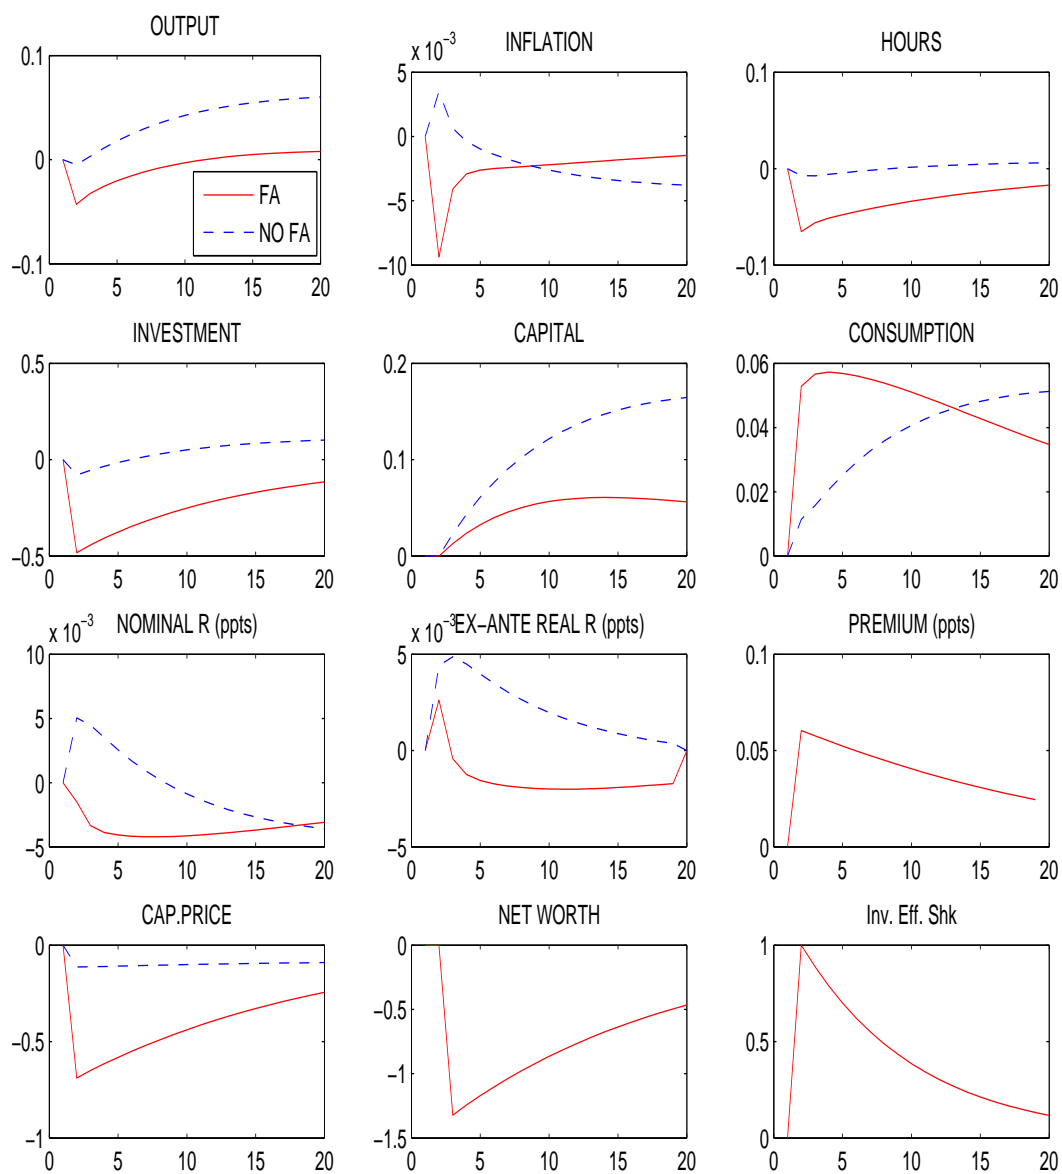 OUTPUT
0.1
0
−0.1
0 5 10 15 20
FA
NO FA
INFLATION
x 10−3
5
0
−5
−10
0 5 10 15 20
HOURS
0.1
0
−0.1
0 5 10 15 20
INVESTMENT
0.5
0
−0.5
0 5 10 15 20
CAPITAL
0.2
0.1
0
0 5 10 15 20
CONSUMPTION
0.06
0.04
0.02
0
0 5 10 15 20
NOMINAL R (ppts)
x 10−3
10
5
0
−5
0 5 10 15 20
EX−ANTE REAL R (ppts)
x 10−3
5
0
−5
0 5 10 15 20
PREMIUM (ppts)
0.1
0.05
0
0 5 10 15 20
CAP.PRICE
0
−0.5
−1
0 5 10 15 20
NET WORTH
0
−0.5
−1
−1.5
0 5 10 15 20
Inv. Eff. Shk
1
0.5
0
0 5 10 15 20